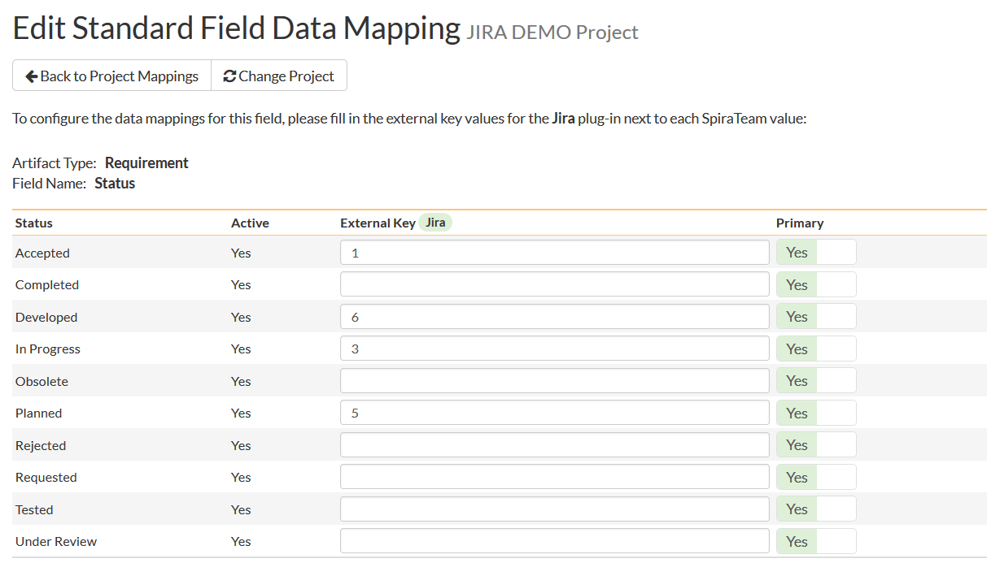 Edit Standard Field Data Mapping JIRA DEMO Project
Back to Project Mappings Change Project
To configure the data mappings for this field, please fill in the external key values for the Jira plug-in next to each SpiraTeam value:
Artifact Type: Requirement
Field Name: Status
Status Active External Key Jira Primary
Accepted Yes 1 Yes
Completed Yes Yes
Developed Yes 6 Yes
In Progress Yes 3 Yes
Obsolete Yes Yes
Planned Yes 5 Yes
Rejected Yes Yes
Requested Yes Yes
Tested Yes Yes
Under Review Yes Yes